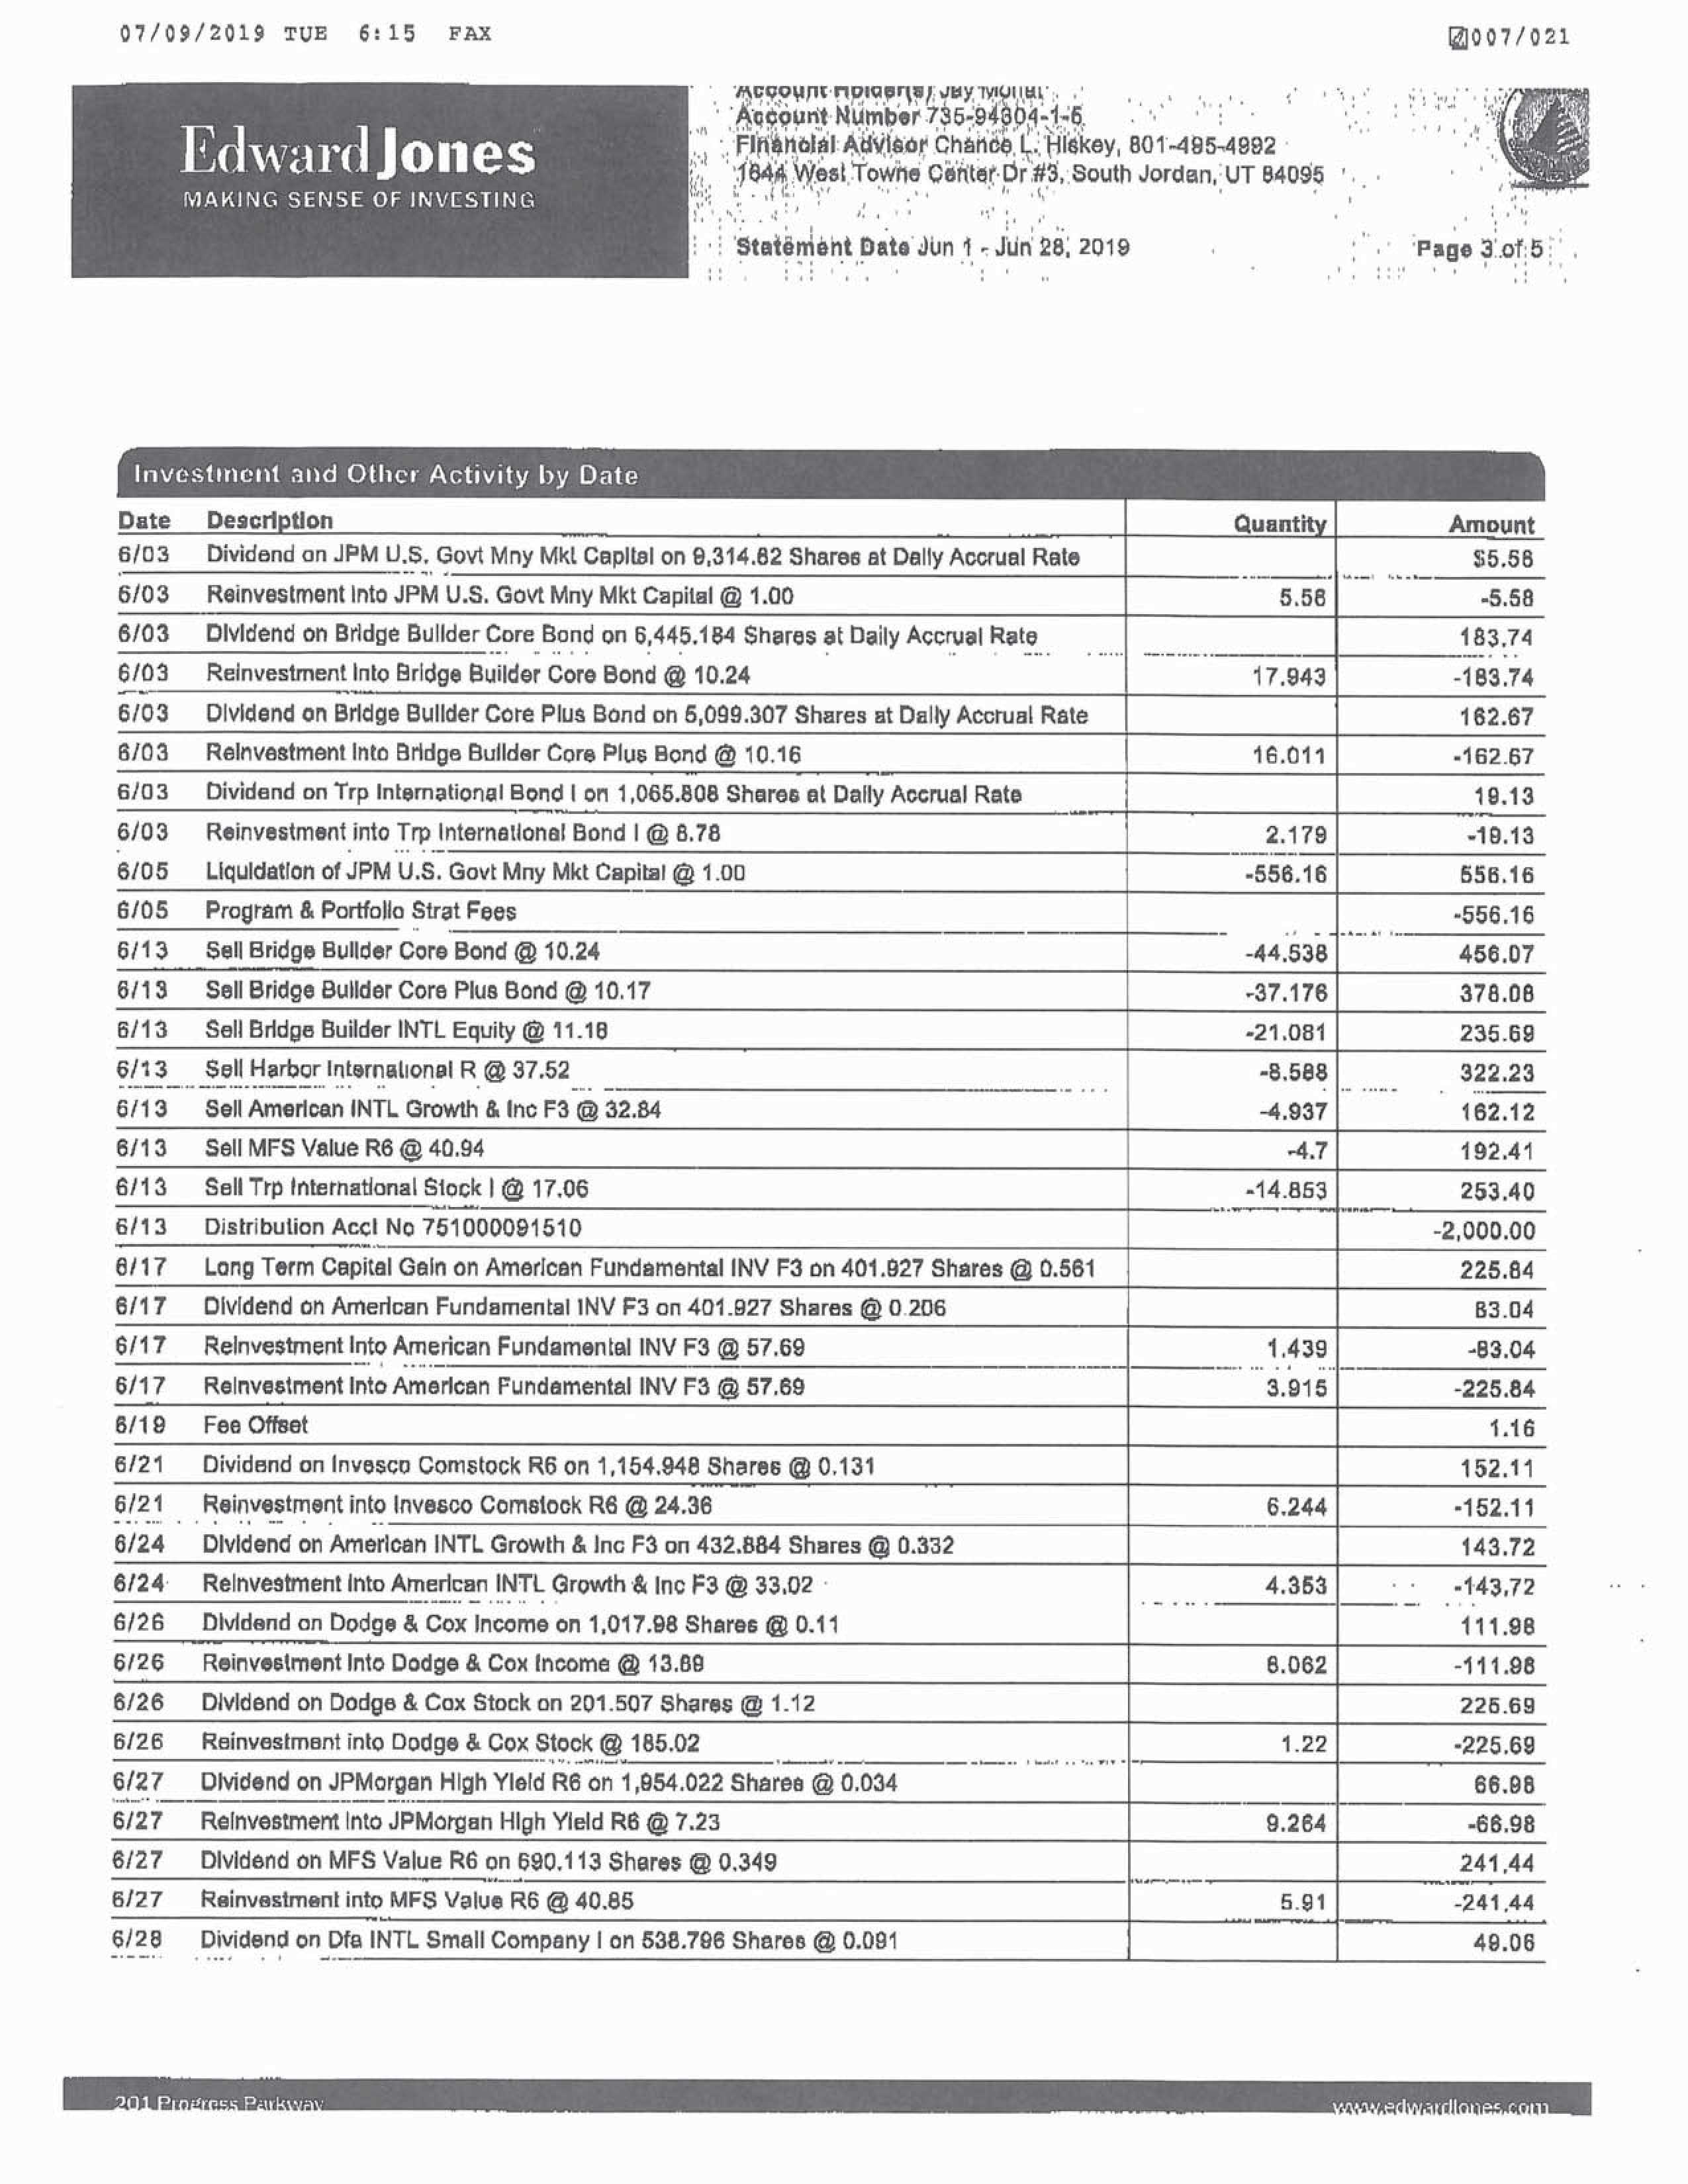 07/09/2019 TUE 6:15 FAX
007/021
Edward Jones
MAKING SENSE OF INVESTING
Account Holder(s) Jay
Account Number 735-94304-1-6
Financial Advisor Chance L. Hiskey, 801-495-4992
1644 West Towne Center Dr #3, South Jordan, UT 84095
Statement Date Jun 1 - Jun 28, 2019
Page 3 of 5
Investment and Other Activity by Date
Date Description Quantity Amount
6/03 Dividend on JPM U.S. Govt Mny Mkt Capital on 9,314.62 Shares at Daily Accrual Rate $5.58
6/03 Reinvestment into JPM U.S. Govt Mny Mkt Capital @ 1.00 5.58 -5.58
6/03 Dividend on Bridge Builder Core Bond on 6,445.184 Shares at Daily Accrual Rate 183.74
6/03 Reinvestment into Bridge Builder Core Bond @ 10.24 17.943 -183.74
6/03 Dividend on Bridge Builder Core Plus Bond on 5,099.307 Shares at Daily Accrual Rate 162.67
6/03 Reinvestment into Bridge Builder Core Plus Bond @ 10.16 16.011 -162.67
6/03 Dividend on Trp International Bond I on 1,065.808 Shares at Daily Accrual Rate 19.13
6/03 Reinvestment into Trp International Bond I @ 8.78 2.179 -19.13
6/05 Liquidation of JPM U.S. Govt Mny Mkt Capital @ 1.00 -556.16 556.16
6/05 Program & Portfolio Strat Fees -556.16
6/13 Sell Bridge Builder Core Bond @ 10.24 -44.538 456.07
6/13 Sell Bridge Builder Core Plus Bond @ 10.17 -37.176 378.08
6/13 Sell Bridge Builder INTL Equity @ 11.18 -21.081 235.69
6/13 Sell Harbor International R @ 37.52 -8.588 322.23
6/13 Sell American INTL Growth & Inc F3 @ 32.84 -4.937 162.12
6/13 Sell MFS Value R6 @ 40.94 -4.7 192.41
6/13 Sell Trp International Stock I @ 17.06 -14.853 253.40
6/13 Distribution Acct No 751000091510 -2,000.00
6/17 Long Term Capital Gain on American Fundamental INV F3 on 401.927 Shares @ 0.561 225.84
6/17 Dividend on American Fundamental INV F3 on 401.927 Shares @ 0.206 83.04
6/17 Reinvestment into American Fundamental INV F3 @ 57.69 1.439 -83.04
6/17 Reinvestment into American Fundamental INV F3 @ 57.69 3.915 -225.84
6/19 Fee Offset 1.16
6/21 Dividend on Invesco Comstock R6 on 1,154.948 Shares @ 0.131 152.11
6/21 Reinvestment into Invesco Comstock R6 @ 24.36 6.244 -152.11
6/24 Dividend on American INTL Growth & Inc F3 on 432.884 Shares @ 0.332 143.72
6/24 Reinvestment into American INTL Growth & Inc F3 @ 33.02 4.353 -143.72
6/26 Dividend on Dodge & Cox Income on 1,017.98 Shares @ 0.11 111.98
6/26 Reinvestment into Dodge & Cox Income @ 13.89 8.062 -111.98
6/26 Dividend on Dodge & Cox Stock on 201.507 Shares @ 1.12 225.69
6/26 Reinvestment into Dodge & Cox Stock @ 185.02 1.22 -225.69
6/27 Dividend on JPMorgan High Yield R6 on 1,954.022 Shares @ 0.034 66.98
6/27 Reinvestment into JPMorgan High Yield R6 @ 7.23 9.264 -66.98
6/27 Dividend on MFS Value R6 on 690.113 Shares @ 0.349 241.44
6/27 Reinvestment into MFS Value R6 @ 40.85 5.91 -241.44
6/28 Dividend on Dfa INTL Small Company I on 538.796 Shares @ 0.091 49.06
201 Progress Parkway
www.edwardjones.com